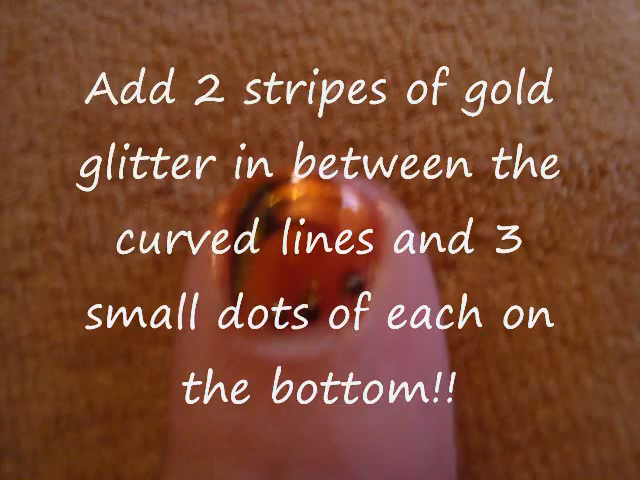 Add 2 stripes of gold
glitter in between the
curved lines and 3
small dots of each on
the bottom!!